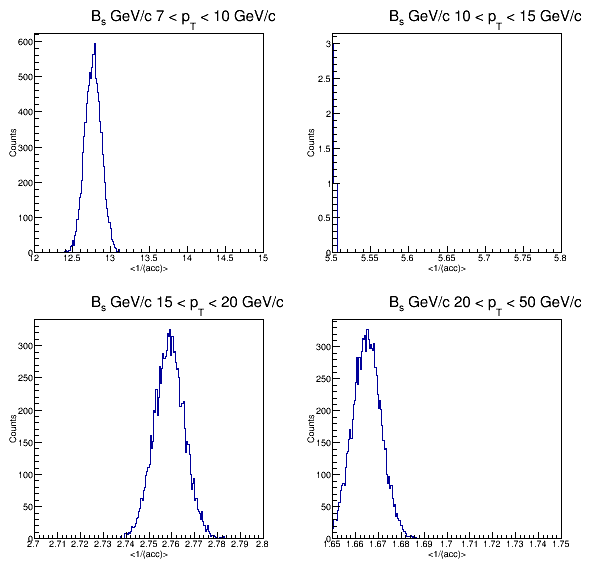 B_s GeV/c 7 < p_T < 10 GeV/c
Counts
600
500
400
300
200
100
0
12 12.5 13 13.5 14 14.5 15
<1/(acc)>
B_s GeV/c 10 < p_T < 15 GeV/c
Counts
3
2.5
2
1.5
1
0.5
0
5.5 5.55 5.6 5.65 5.7 5.75 5.8
<1/(acc)>
B_s GeV/c 15 < p_T < 20 GeV/c
Counts
300
250
200
150
100
50
0
2.7 2.71 2.72 2.73 2.74 2.75 2.76 2.77 2.78 2.79 2.8
<1/(acc)>
B_s GeV/c 20 < p_T < 50 GeV/c
Counts
300
250
200
150
100
50
0
1.65 1.66 1.67 1.68 1.69 1.7 1.71 1.72 1.73 1.74 1.75
<1/(acc)>